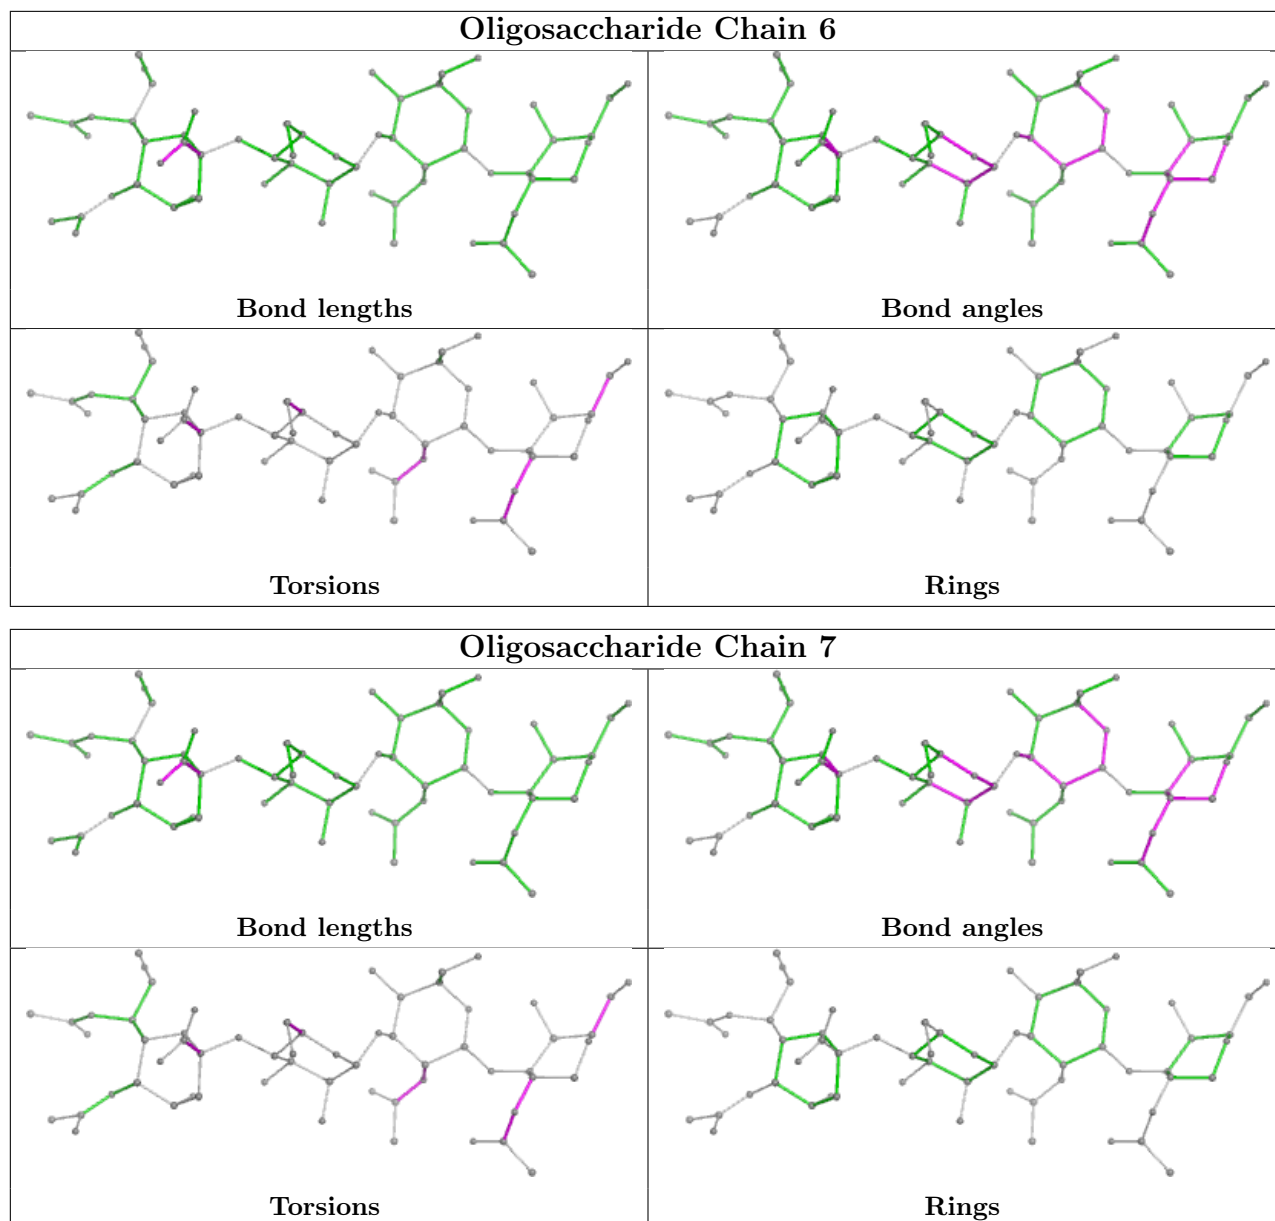 Oligosaccharide Chain 6
Bond lengths
Bond angles
Torsions
Rings
Oligosaccharide Chain 7
Bond lengths
Bond angles
Torsions
Rings